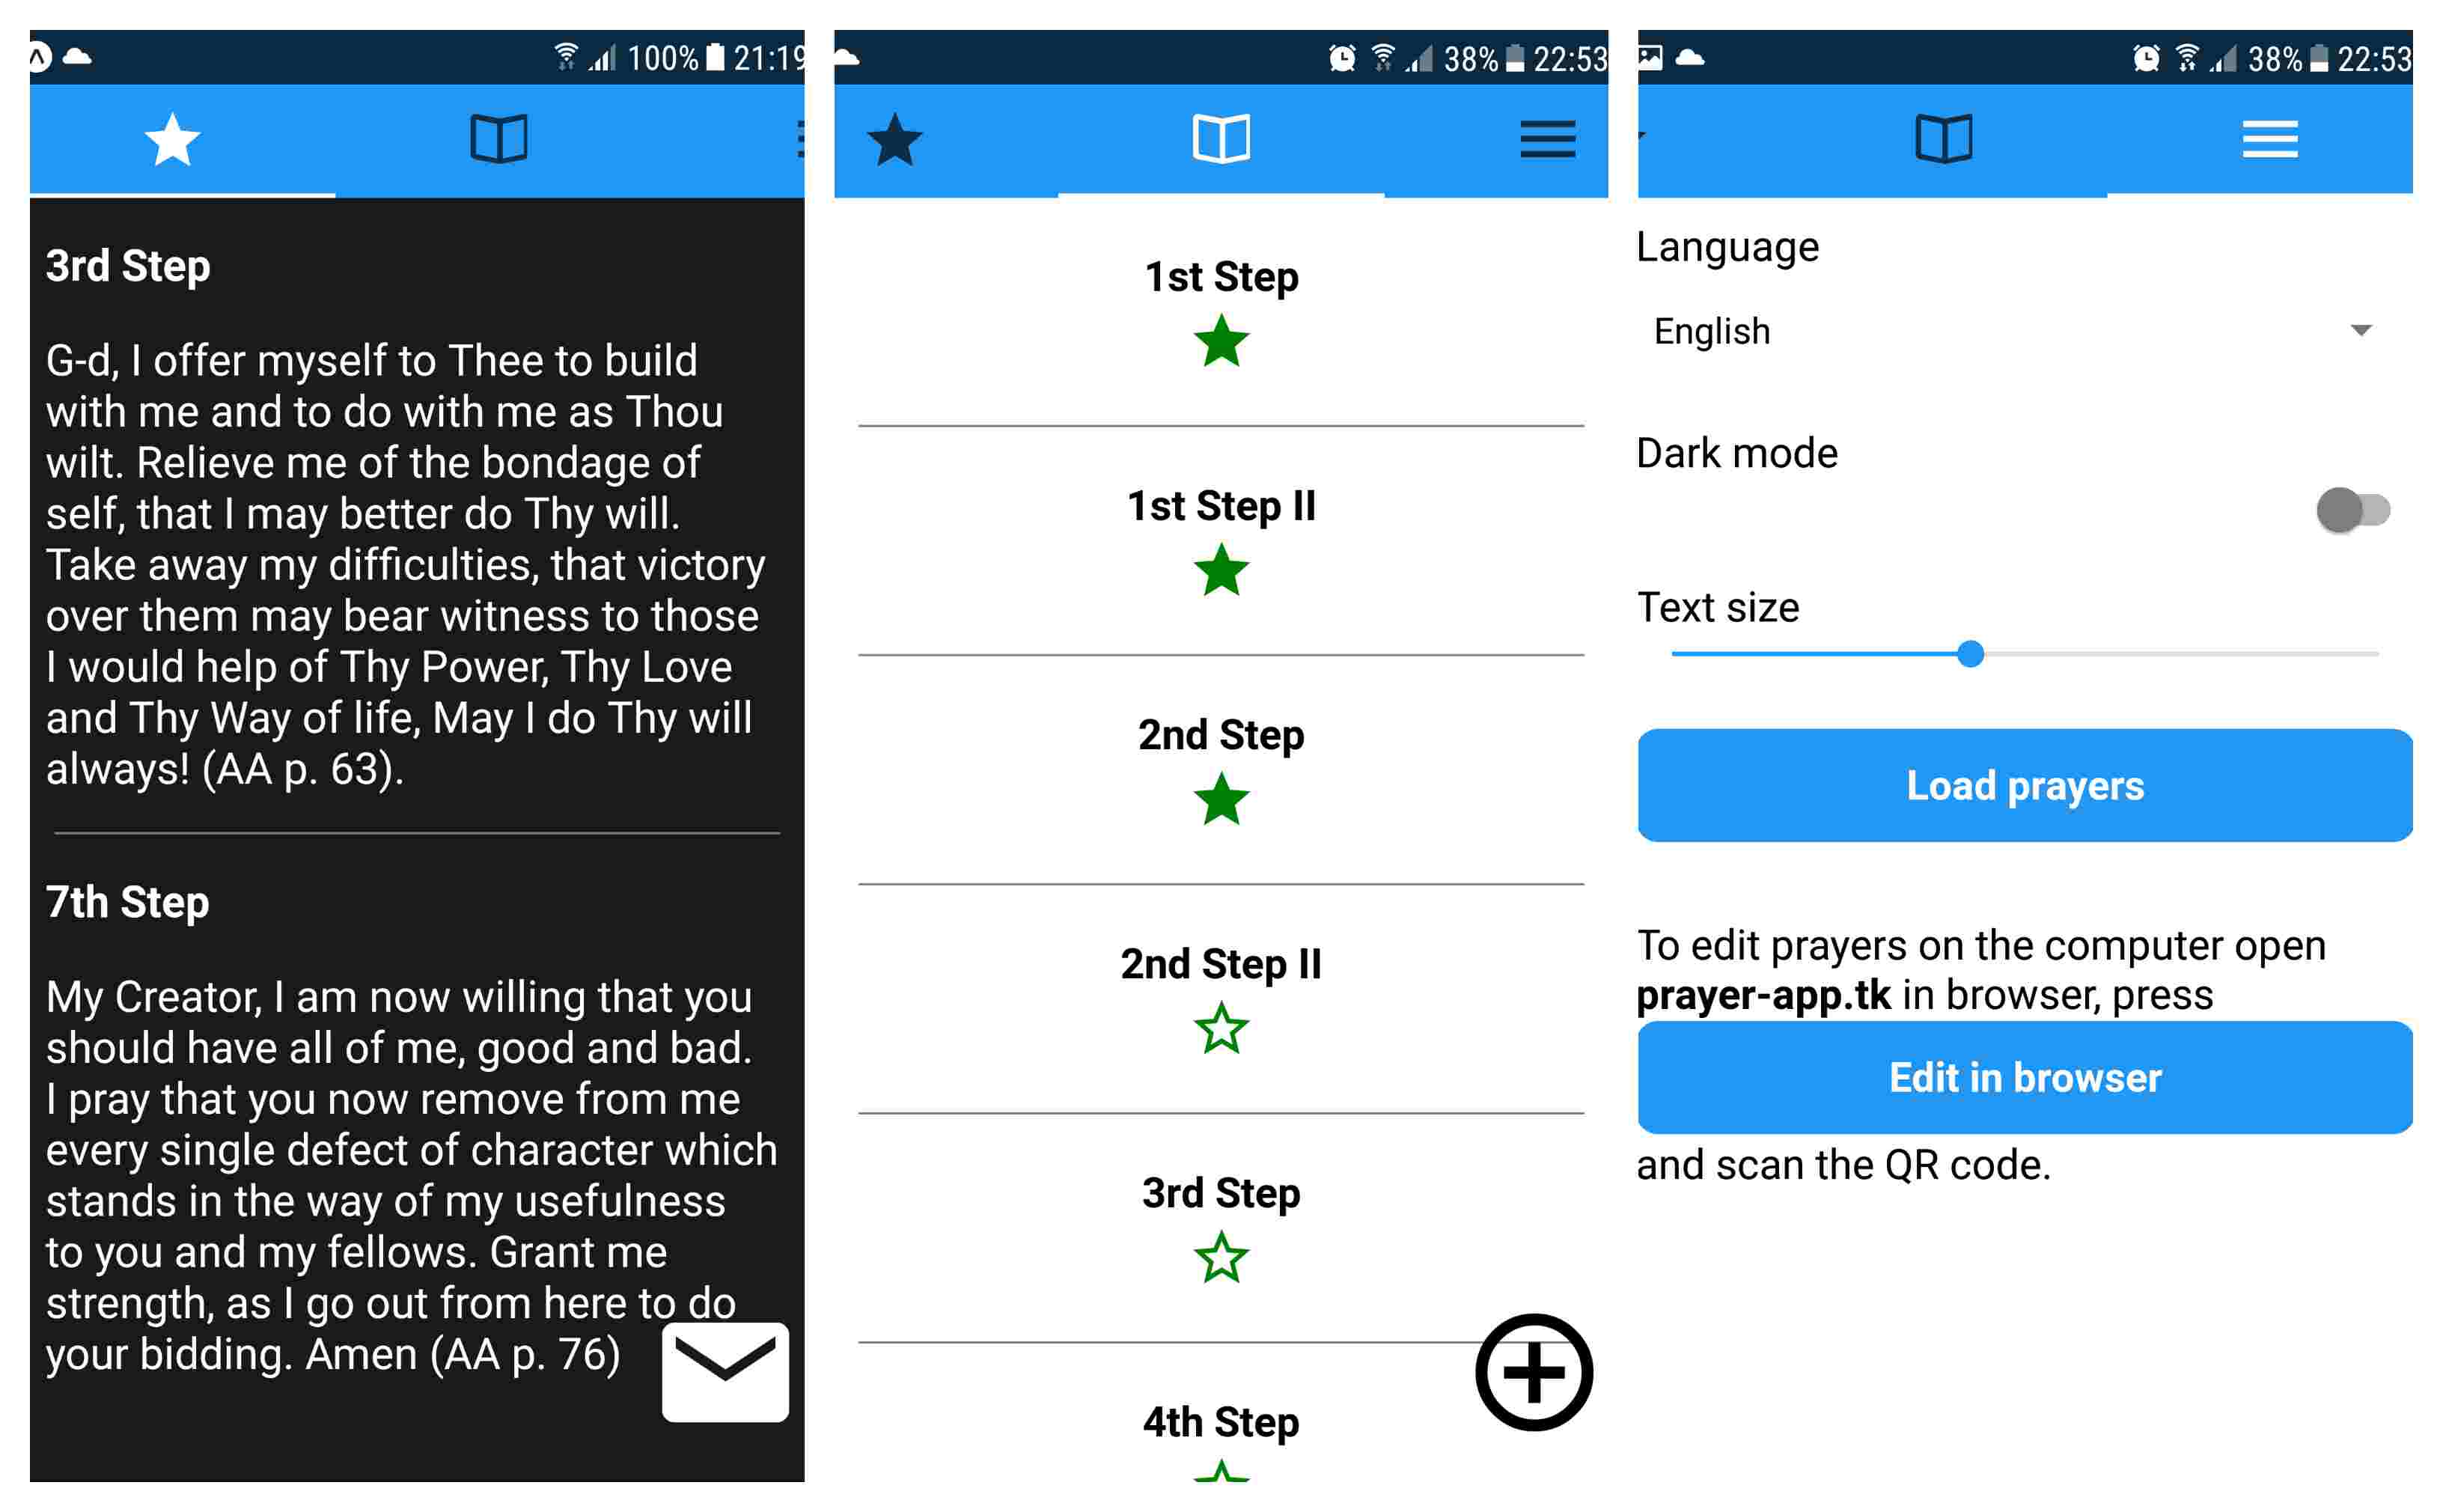 100% 21:19
3rd Step
G-d, I offer myself to Thee to build
with me and to do with me as Thou
wilt. Relieve me of the bondage of
self, that I may better do Thy will.
Take away my difficulties, that victory
over them may bear witness to those
I would help of Thy Power, Thy Love
and Thy Way of life, May I do Thy will
always! (AA p. 63).
7th Step
My Creator, I am now willing that you
should have all of me, good and bad.
I pray that you now remove from me
every single defect of character which
stands in the way of my usefulness
to you and my fellows. Grant me
strength, as I go out from here to do
your bidding. Amen (AA p. 76)
38% 22:53
1st Step
1st Step II
2nd Step
2nd Step II
3rd Step
4th Step
38% 22:53
Language
English
Dark mode
Text size
Load prayers
To edit prayers on the computer open
prayer-app.tk in browser, press
Edit in browser
and scan the QR code.